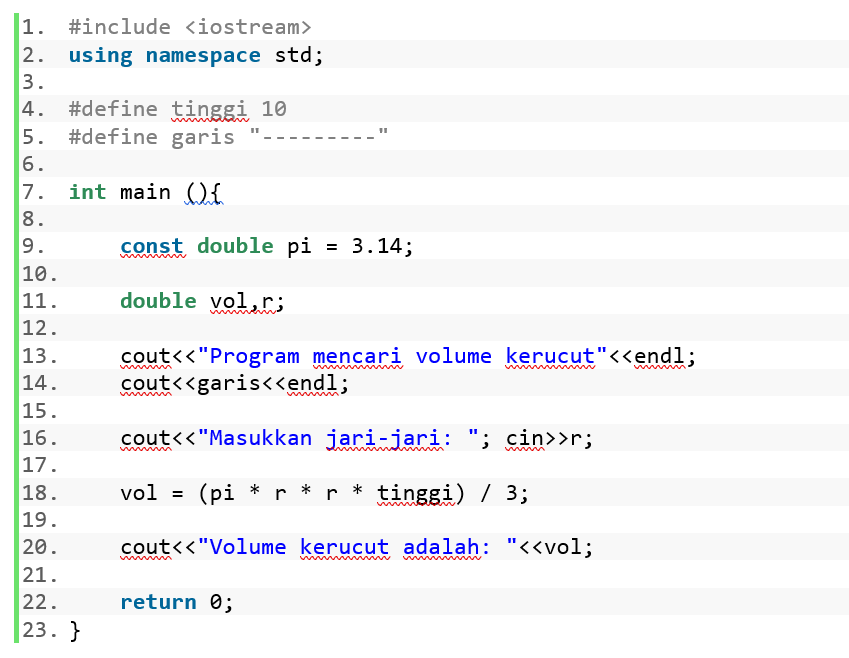 1. #include <iostream>
2. using namespace std;
3.
4. #define tinggi 10
5. #define garis "---------"
6.
7. int main (){
8.
9. const double pi = 3.14;
10.
11. double vol,r;
12.
13. cout<<"Program mencari volume kerucut"<<endl;
14. cout<<garis<<endl;
15.
16. cout<<"Masukkan jari-jari: "; cin>>r;
17.
18. vol = (pi * r * r * tinggi) / 3;
19.
20. cout<<"Volume kerucut adalah: "<<vol;
21.
22. return 0;
23. }